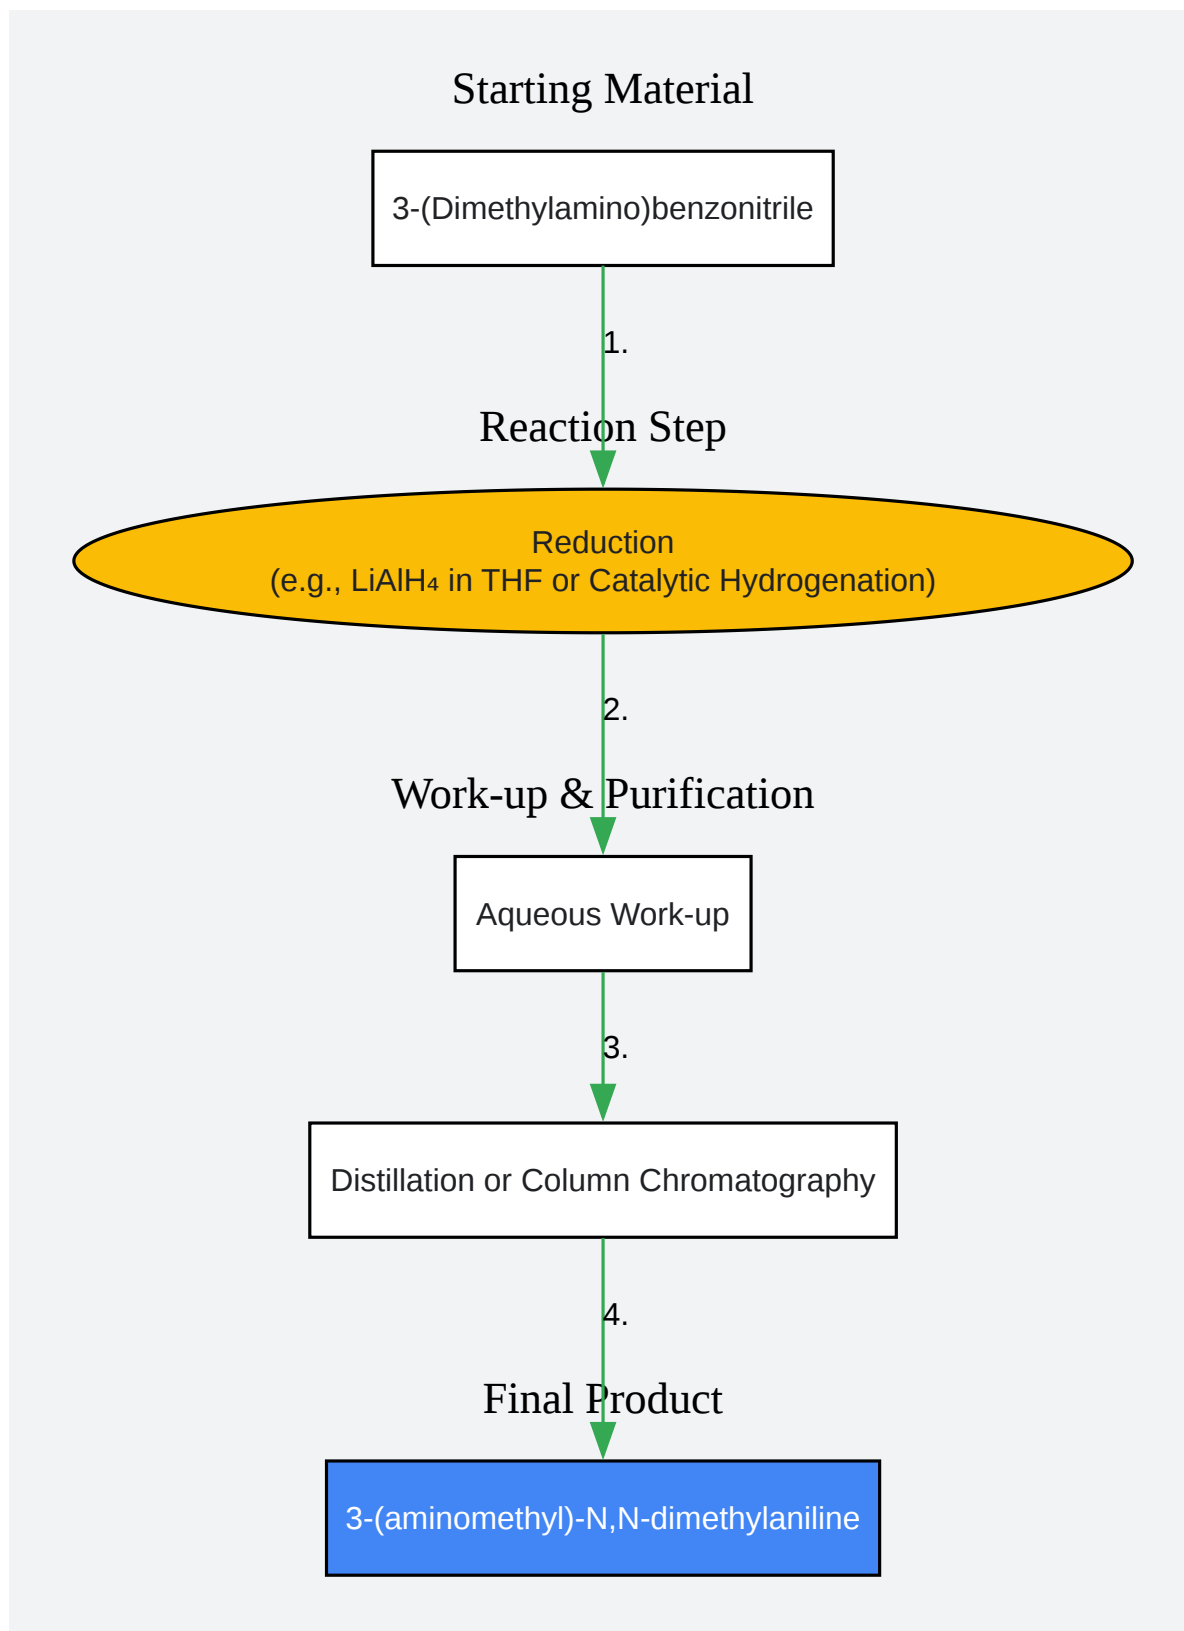 Starting Material
3-(Dimethylamino)benzonitrile
1.
Reaction Step
Reduction
(e.g., LiAlH₄ in THF or Catalytic Hydrogenation)
2.
Work-up & Purification
Aqueous Work-up
3.
Distillation or Column Chromatography
4.
Final Product
3-(aminomethyl)-N,N-dimethylaniline